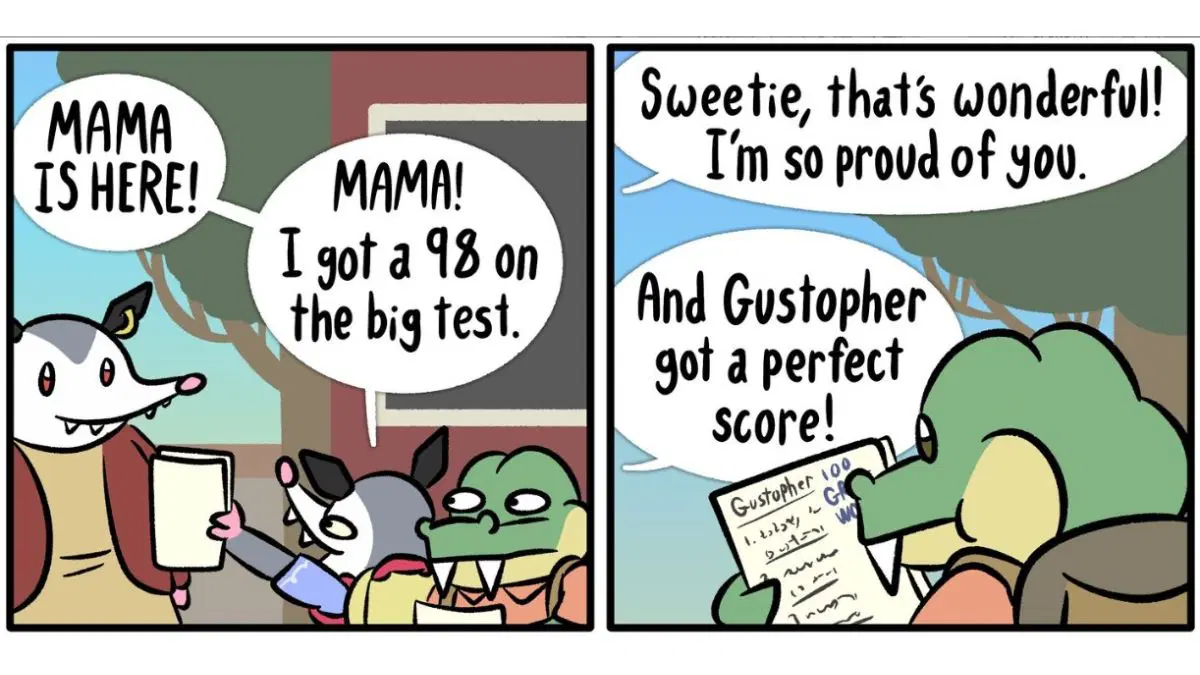 MAMA
IS HERE!
MAMA!
I got a 98 on
the big test.
Sweetie, that's wonderful!
I'm so proud of you.
And Gustopher
got a perfect
score!
Gustopher
100
1.